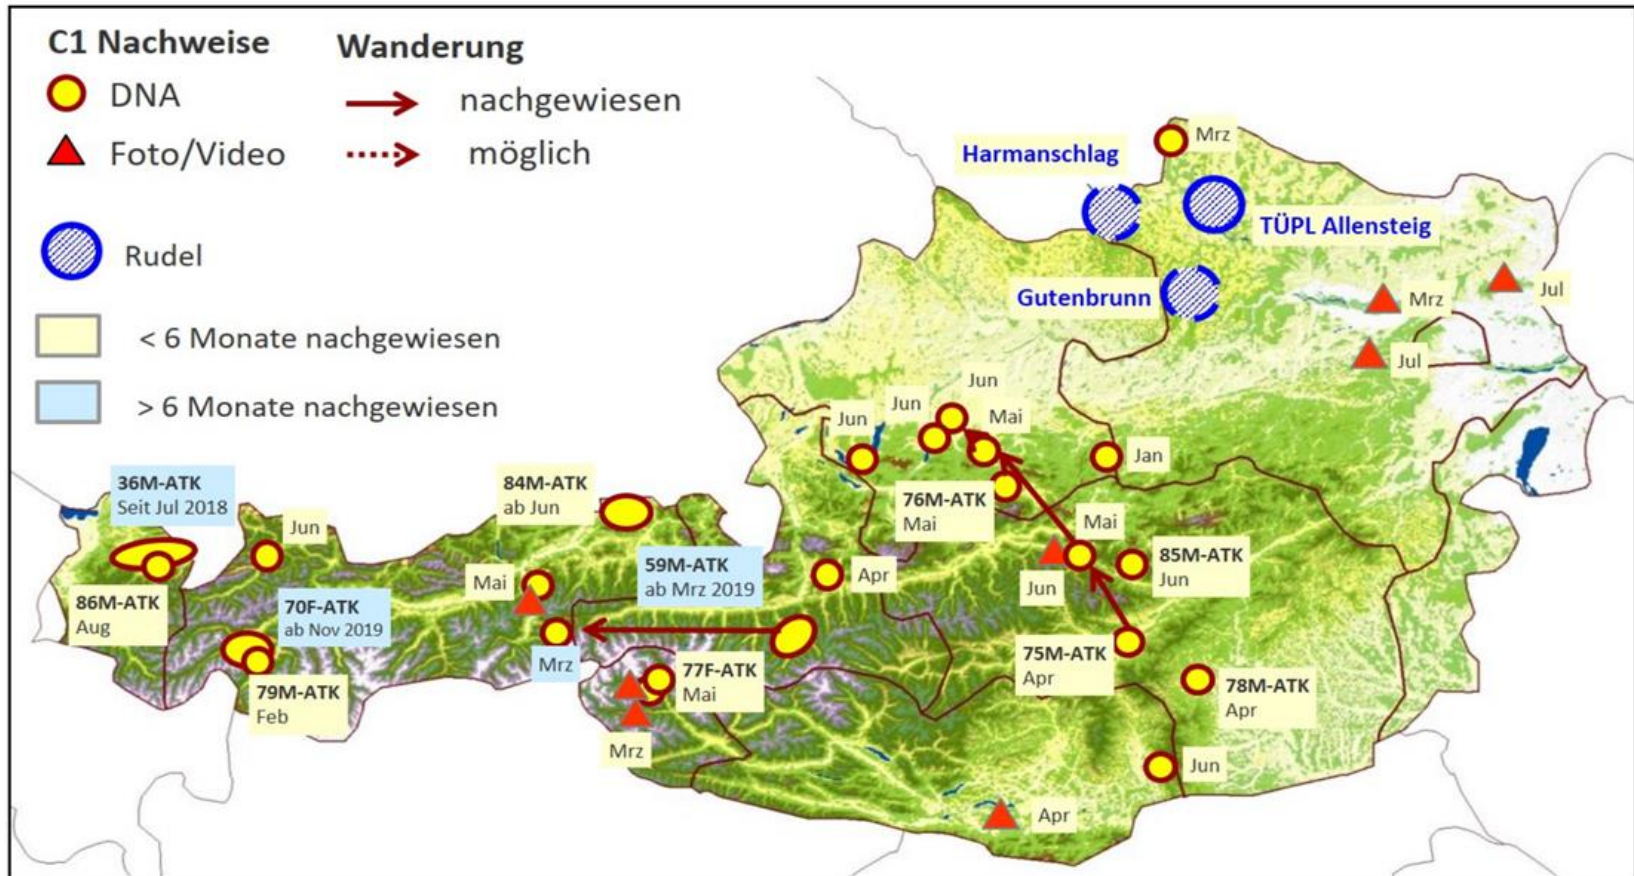 C1 Nachweise
DNA
Foto/Video
Rudel
< 6 Monate nachgewiesen
> 6 Monate nachgewiesen
Wanderung
nachgewiesen
möglich
Mrz
Harmanschlag
TÜPL Allensteig
Gutenbrunn
Mrz
Jul
Jul
Jun
Jun
Jun
Mai
Jan
36M-ATK
Seit Jul 2018
Jun
84M-ATK
ab Jun
76M-ATK
Mai
Mai
59M-ATK
ab Mrz 2019
Apr
Jun
85M-ATK
Jun
86M-ATK
Aug
70F-ATK
ab Nov 2019
Mai
Mrz
79M-ATK
Feb
77F-ATK
Mai
Mrz
75M-ATK
Apr
78M-ATK
Apr
Jun
Apr